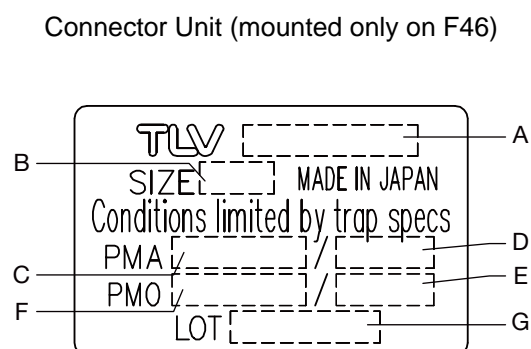 Connector Unit (mounted only on F46)
TLV A
B SIZE MADE IN JAPAN
Conditions limited by trap specs
C PMA / D
F PMO / E
LOT G